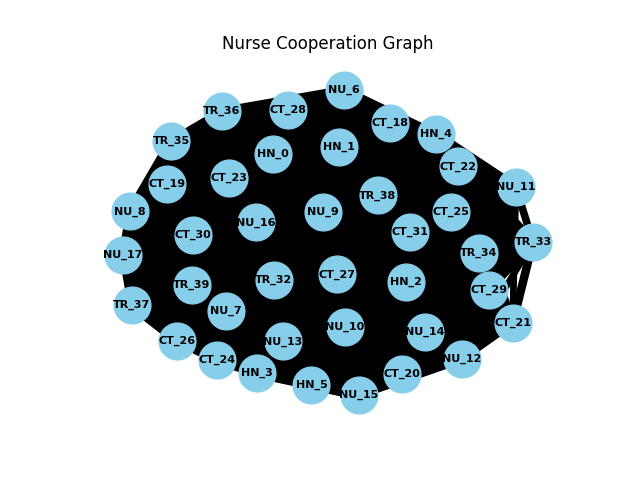 Nurse Cooperation Graph
NU_6
TR_36
CT_28
CT_18
HN_4
TR_35
HN_1
HN_0
CT_22
CT_23
CT_19
NU_11
TR_38
NU_8
NU_9
CT_25
NU_16
CT_31
CT_30
TR_33
TR_34
NU_17
CT_27
TR_32
HN_2
TR_39
CT_29
TR_37
NU_7
CT_21
NU_10
NU_14
CT_26
NU_13
CT_24
NU_12
HN_3
CT_20
HN_5
NU_15